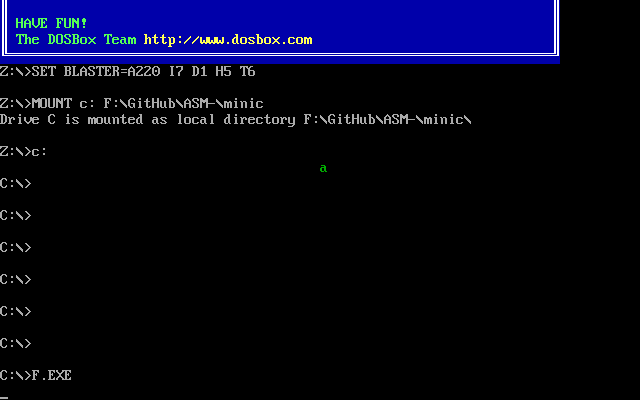 HAVE FUN!
The DOSBox Team http://www.dosbox.com
Z:\>SET BLASTER=A220 I7 D1 H5 T6
Z:\>MOUNT c: F:\GitHub\ASM-\minic
Drive C is mounted as local directory F:\GitHub\ASM-\minic\
Z:\>c:
a
C:\>
C:\>
C:\>
C:\>
C:\>
C:\>
C:\>F.EXE